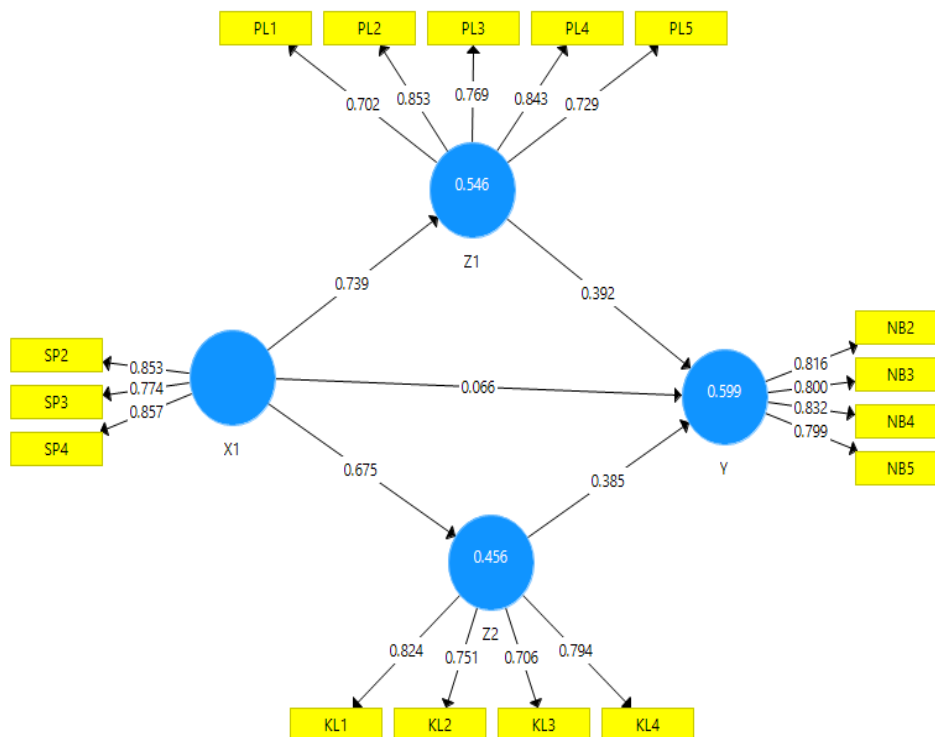 PL1 PL2 PL3 PL4 PL5
0.702 0.853 0.769 0.843 0.729
0.546
Z1
0.739 0.392
SP2 0.853
SP3 0.774
SP4 0.857
X1
0.066
0.599
Y
0.816 NB2
0.800 NB3
0.832 NB4
0.799 NB5
0.675 0.385
0.456
Z2
0.824 0.751 0.706 0.794
KL1 KL2 KL3 KL4